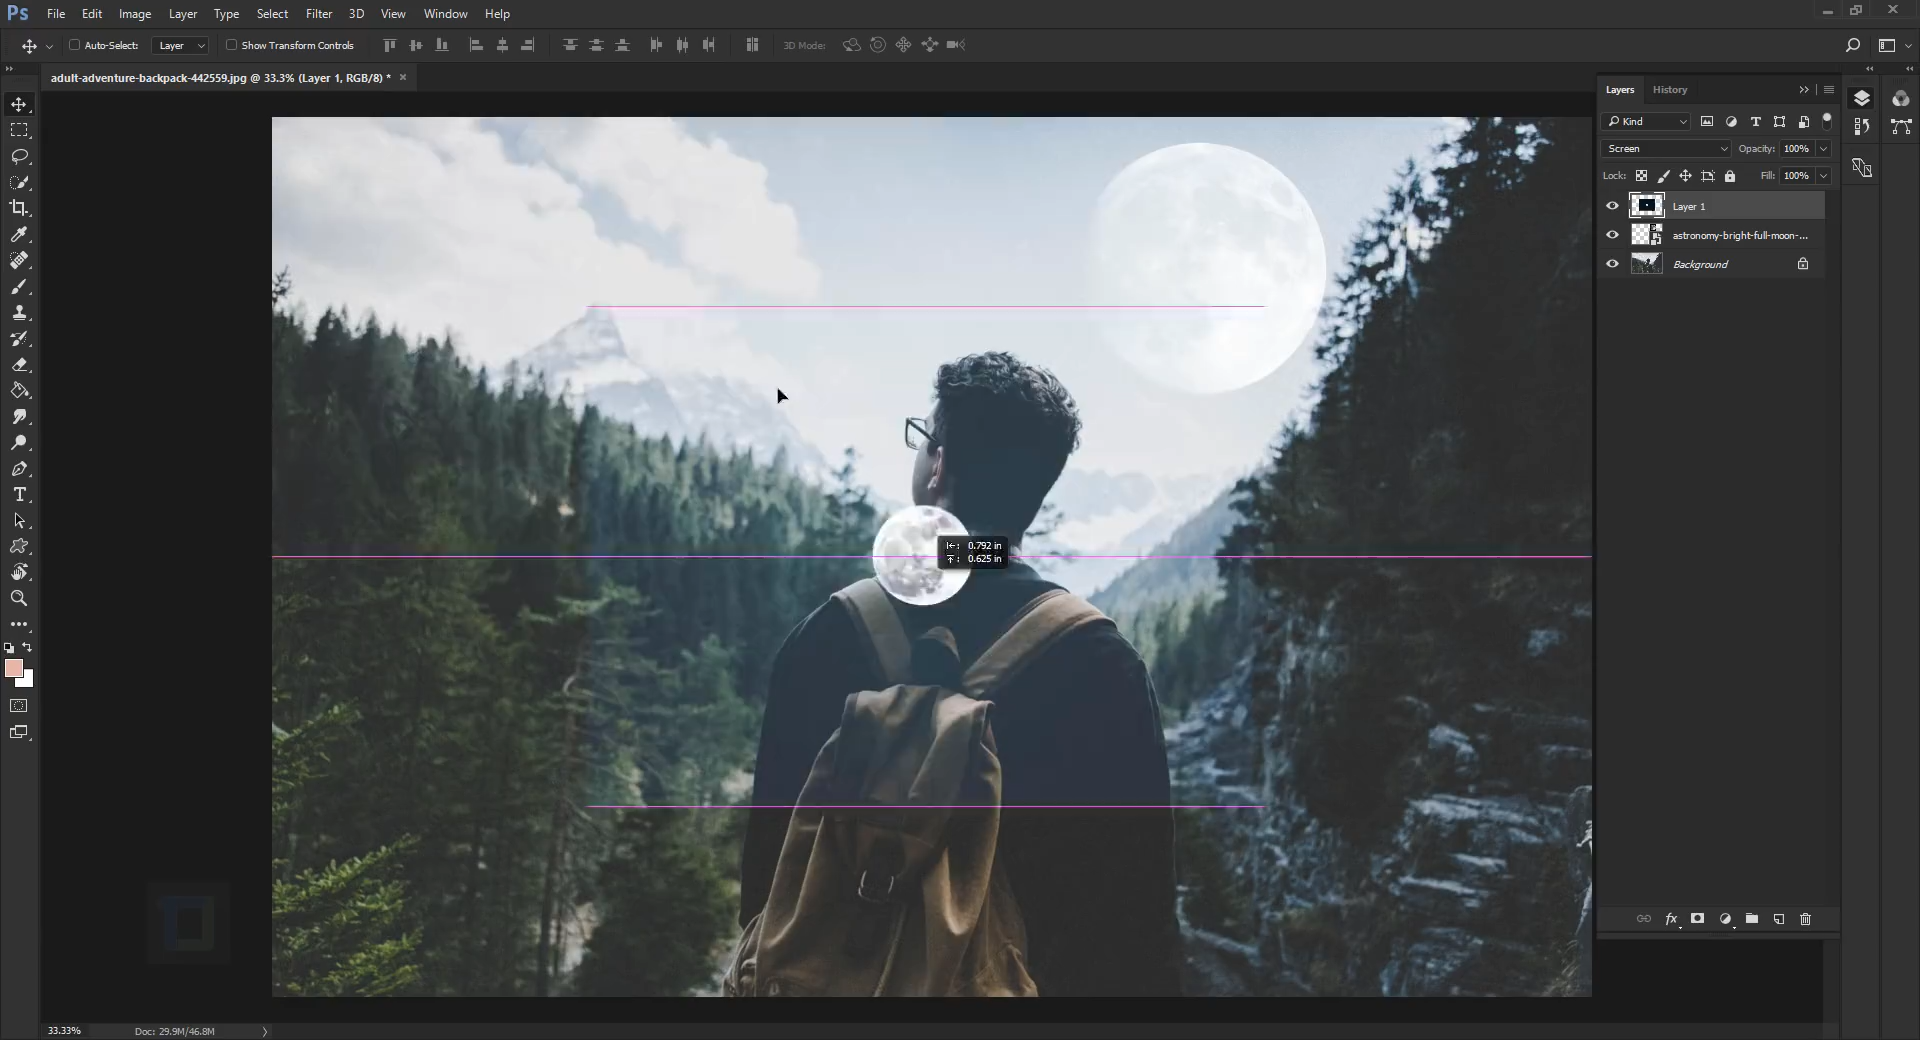 Ps File Edit Image Layer Type Select Filter 3D View Window Help
Auto-Select: Layer Show Transform Controls 3D Mode:
adult-adventure-backpack-442559.jpg @ 33.3% (Layer 1, RGB/8) * ×
Layers History
Kind
Screen Opacity: 100%
Lock: Fill: 100%
Layer 1
astronomy-bright-full-moon-...
Background
0.792 in
0.625 in
fx
33.33% Doc: 29.9M/46.8M